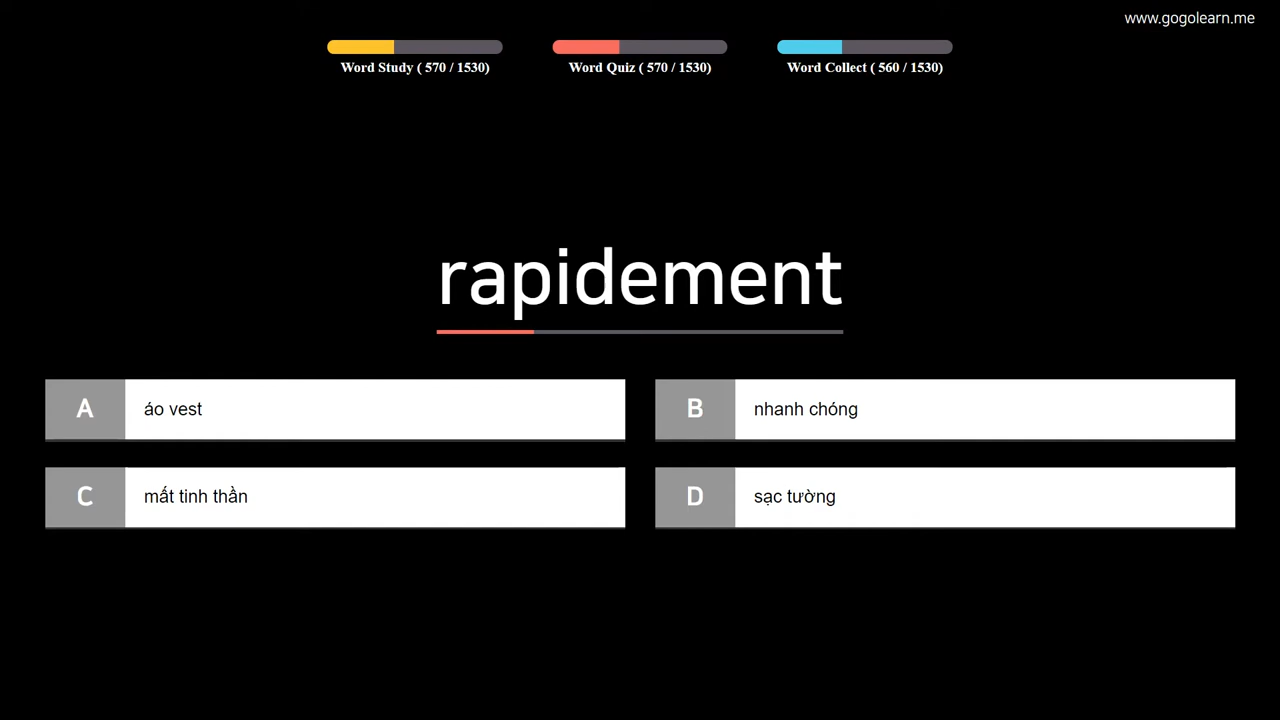 www.gogolearn.me
Word Study ( 570 / 1530)
Word Quiz ( 570 / 1530)
Word Collect ( 560 / 1530)
rapidement
A áo vest
B nhanh chóng
C mất tinh thần
D sạc tường